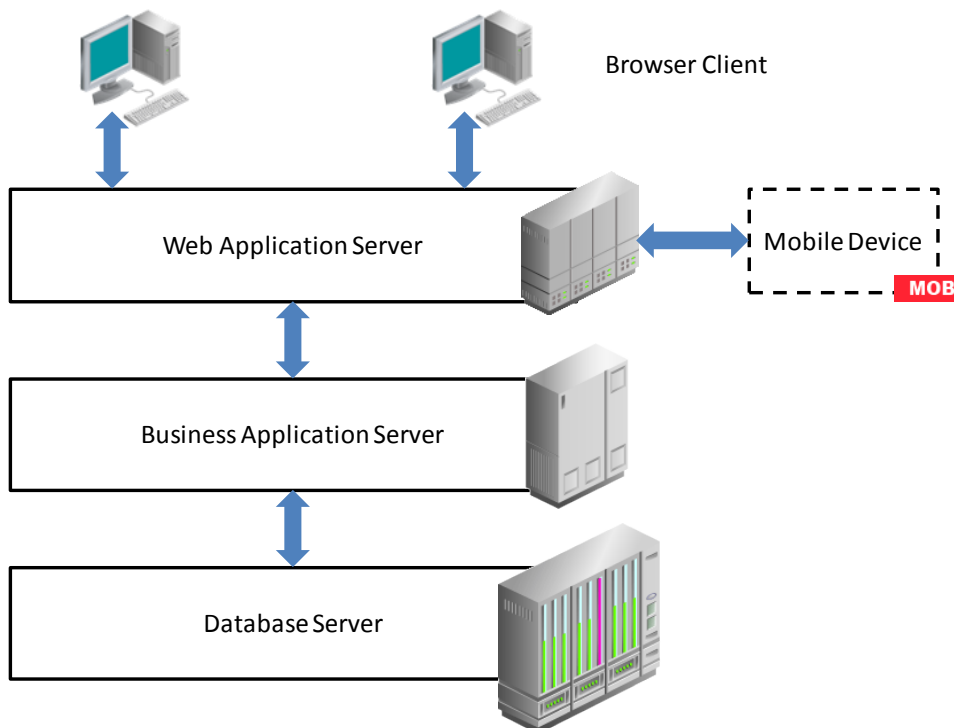 Browser Client
Web Application Server
Mobile Device
MOB
Business Application Server
Database Server